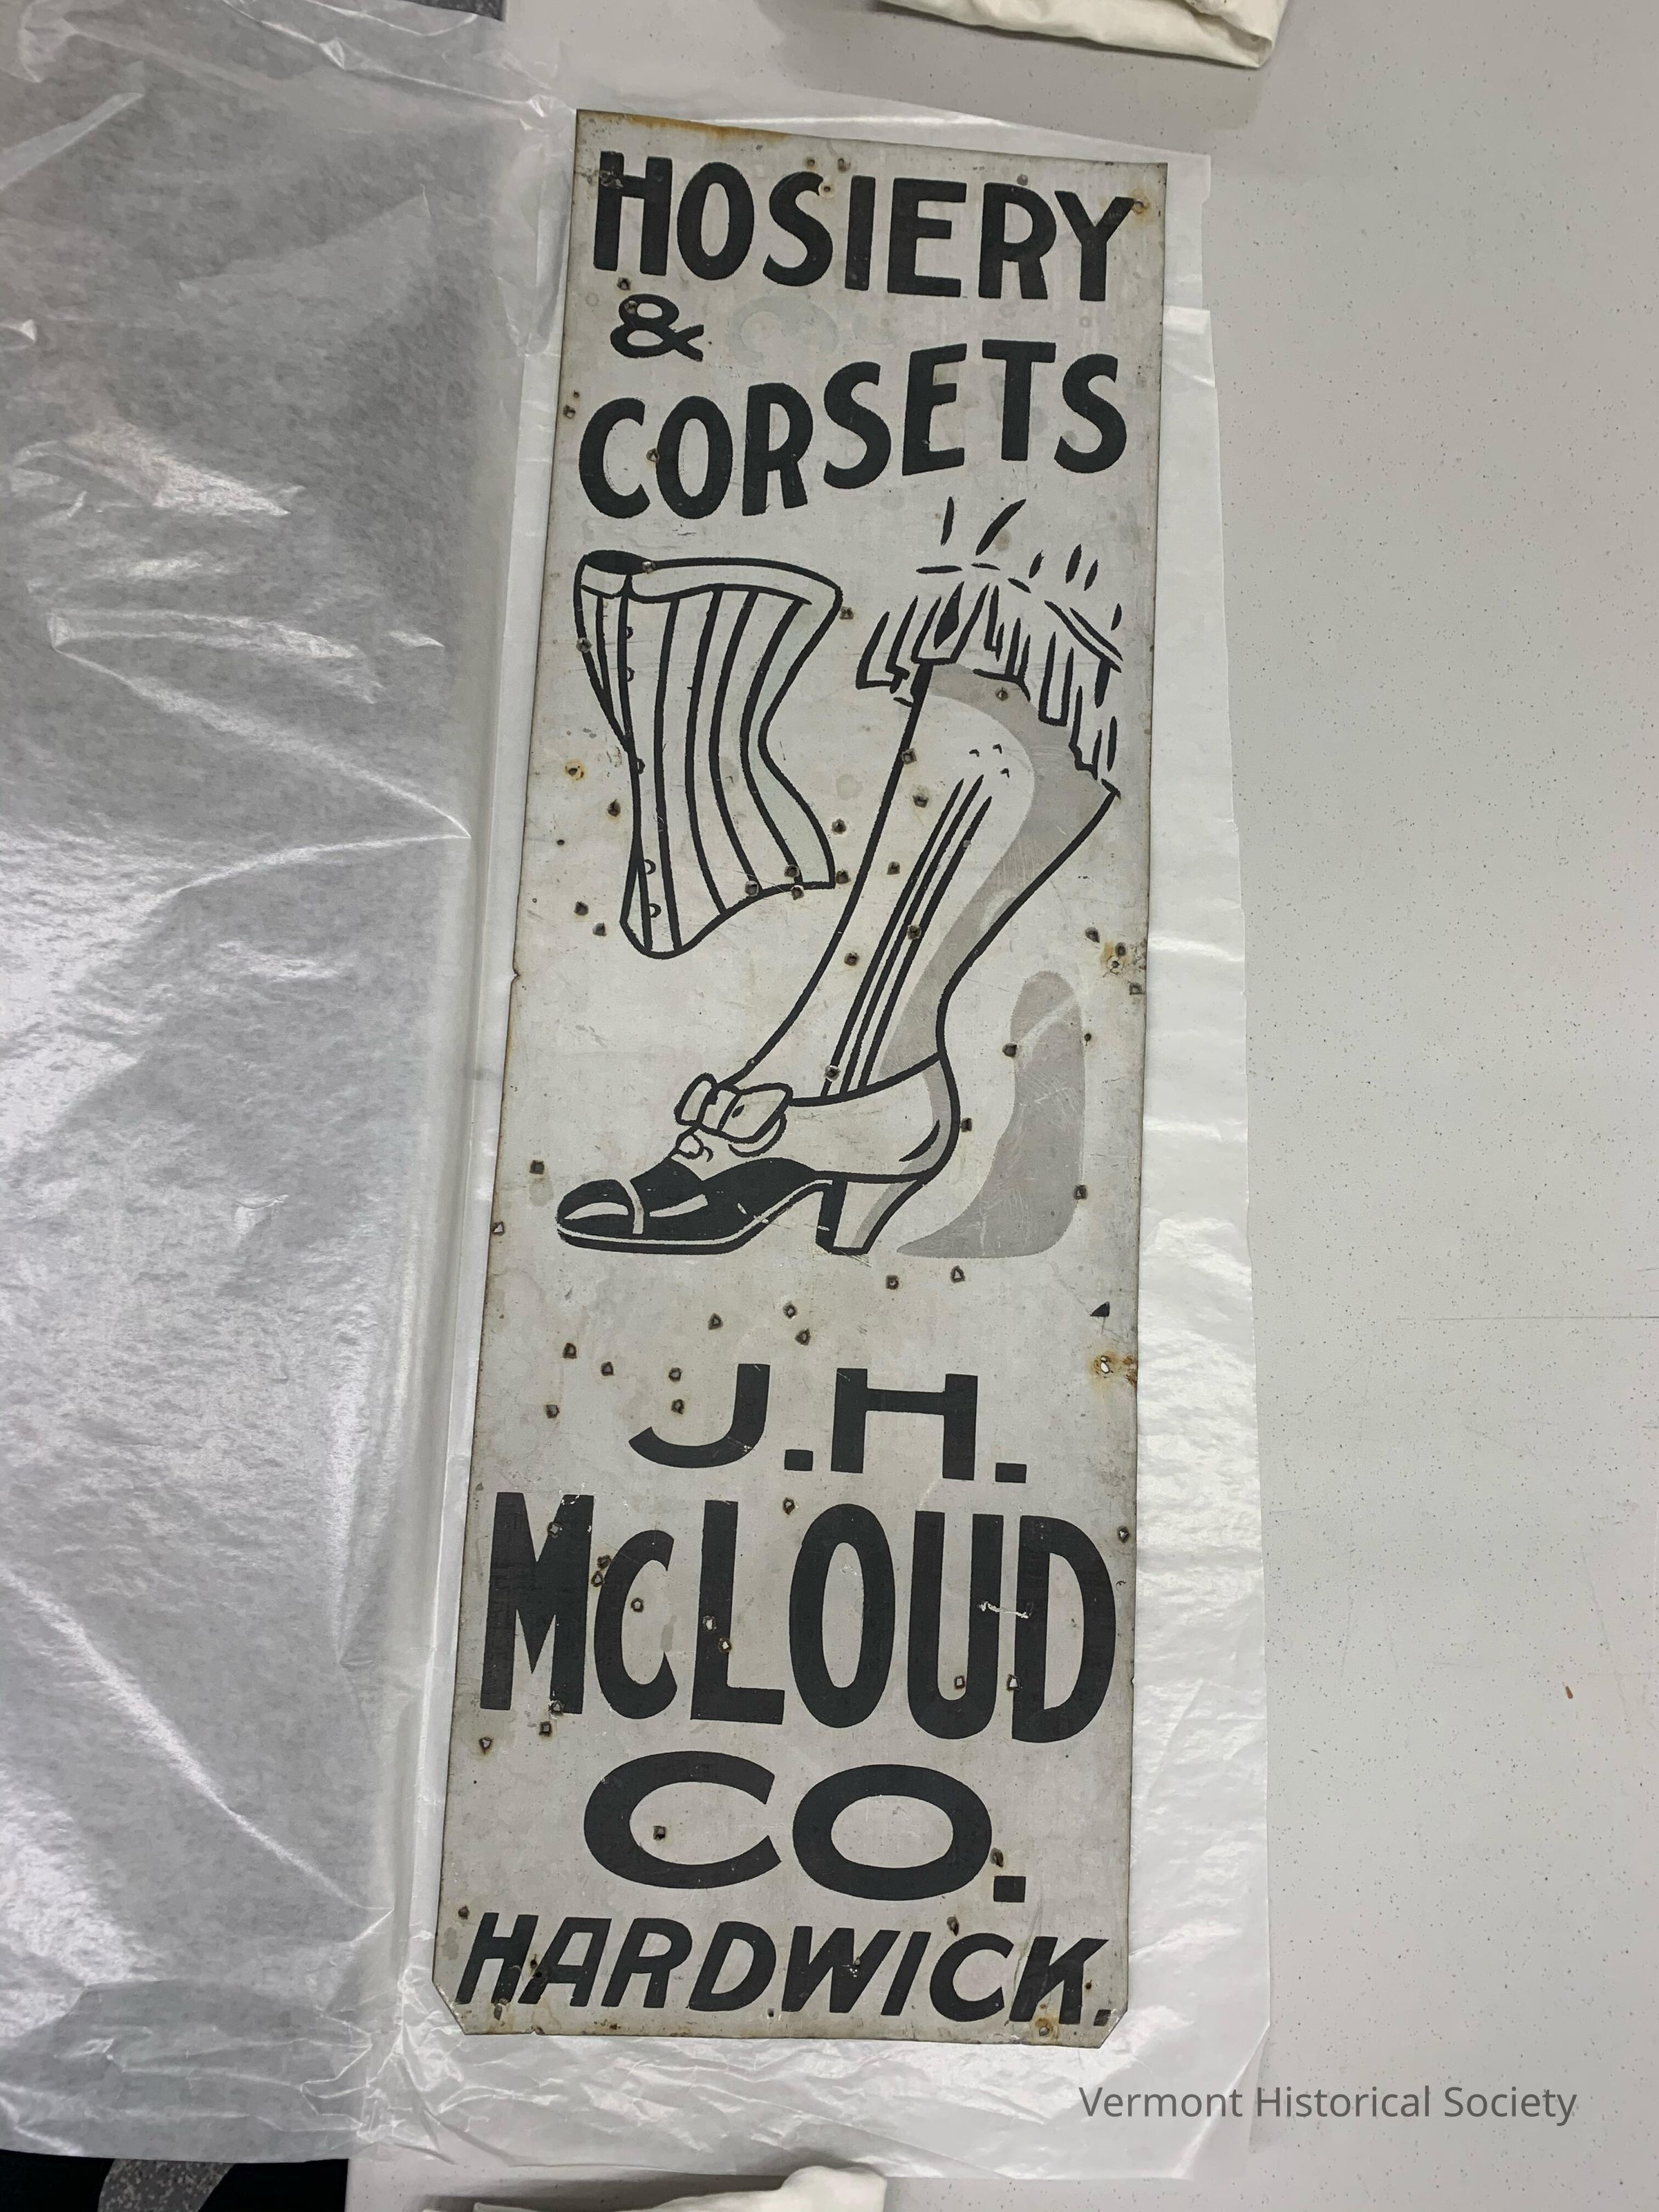 HOSIERY
&
CORSETS
J.H.
McLOUD
CO.
HARDWICK.
Vermont Historical Society